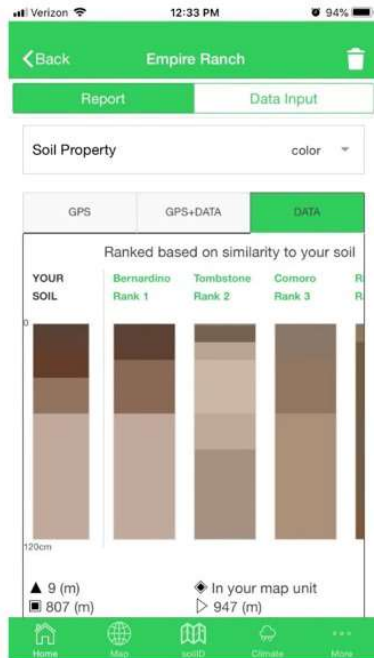 Verizon 12:33 PM 94%
Back Empire Ranch
Report Data Input
Soil Property color
GPS GPS+DATA DATA
Ranked based on similarity to your soil
YOUR SOIL
Bernardino Rank 1
Tombstone Rank 2
Comoro Rank 3
R R
0
120cm
▲ 9 (m) ◈ In your map unit
▣ 807 (m) ▷ 947 (m)
Home Map soilID Climate More